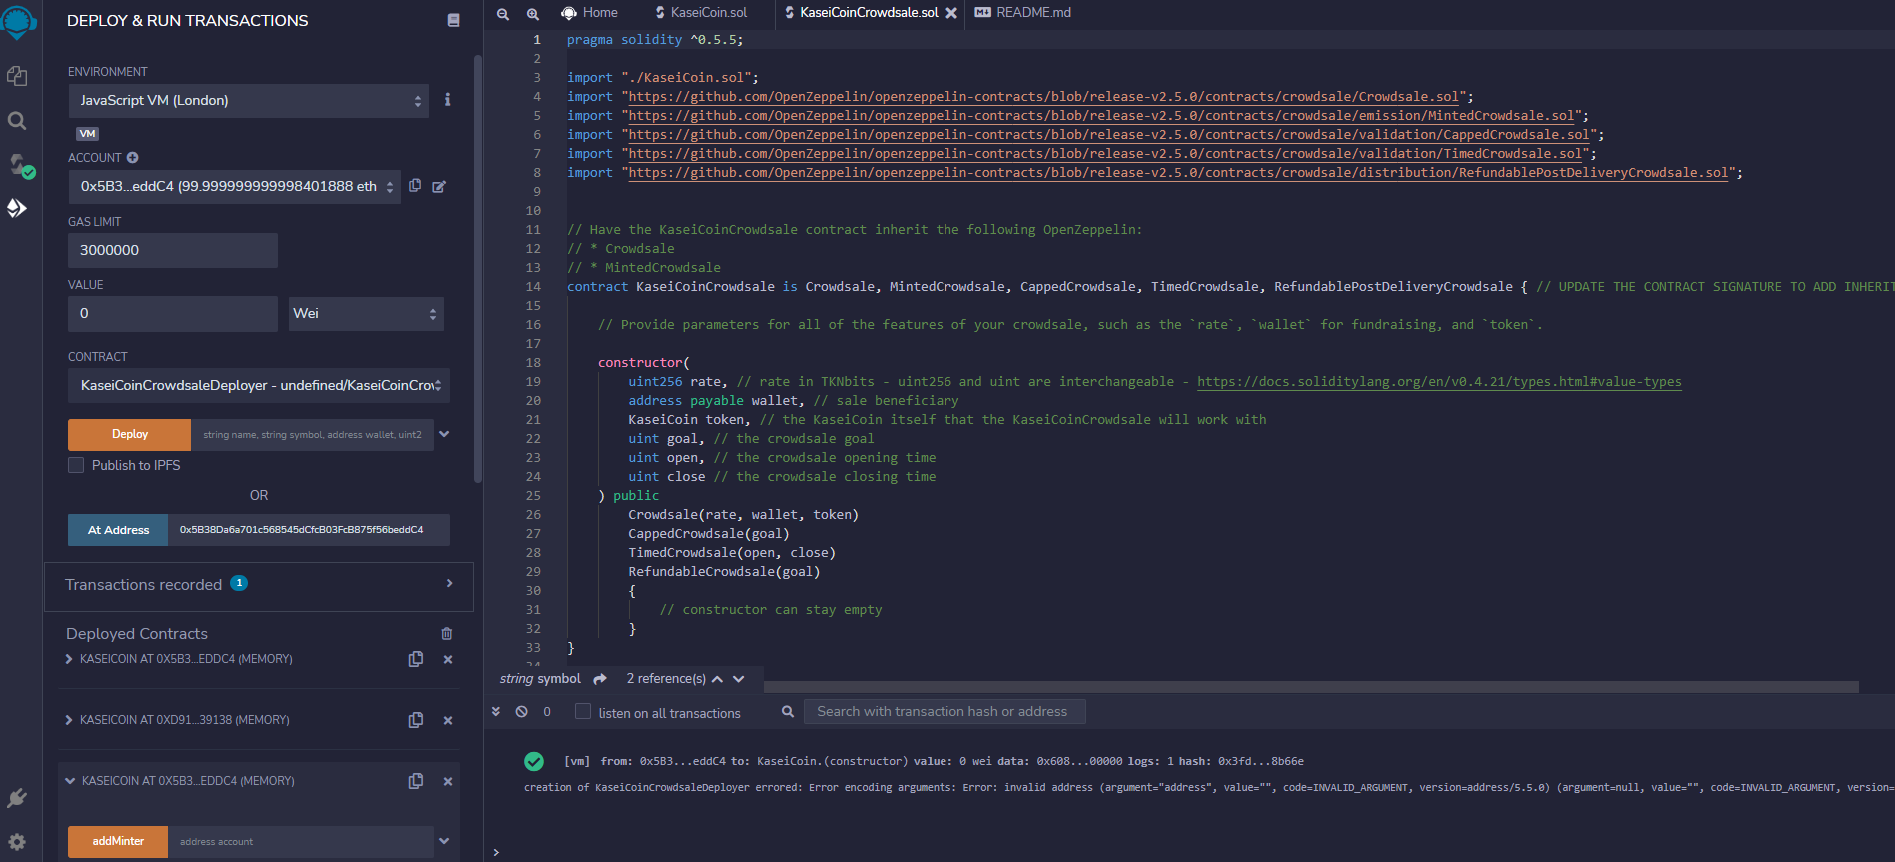 DEPLOY & RUN TRANSACTIONS
ENVIRONMENT
JavaScript VM (London)
VM
ACCOUNT
0x5B3...eddC4 (99.999999999998401888 eth
GAS LIMIT
3000000
VALUE
0
Wei
CONTRACT
KaseiCoinCrowdsaleDeployer - undefined/KaseiCoinCrov
Deploy
string name, string symbol, address wallet, uint2
Publish to IPFS
OR
At Address
0x5B38Da6a701c568545dCfcB03FcB875f56beddC4
Transactions recorded 1
Deployed Contracts
KASEICOIN AT 0X5B3...EDDC4 (MEMORY)
KASEICOIN AT 0XD91...39138 (MEMORY)
KASEICOIN AT 0X5B3...EDDC4 (MEMORY)
addMinter
address account
Home
KaseiCoin.sol
KaseiCoinCrowdsale.sol
README.md
1 pragma solidity ^0.5.5;
2
3 import "./KaseiCoin.sol";
4 import "https://github.com/OpenZeppelin/openzeppelin-contracts/blob/release-v2.5.0/contracts/crowdsale/Crowdsale.sol";
5 import "https://github.com/OpenZeppelin/openzeppelin-contracts/blob/release-v2.5.0/contracts/crowdsale/emission/MintedCrowdsale.sol";
6 import "https://github.com/OpenZeppelin/openzeppelin-contracts/blob/release-v2.5.0/contracts/crowdsale/validation/CappedCrowdsale.sol";
7 import "https://github.com/OpenZeppelin/openzeppelin-contracts/blob/release-v2.5.0/contracts/crowdsale/validation/TimedCrowdsale.sol";
8 import "https://github.com/OpenZeppelin/openzeppelin-contracts/blob/release-v2.5.0/contracts/crowdsale/distribution/RefundablePostDeliveryCrowdsale.sol";
9
10
11 // Have the KaseiCoinCrowdsale contract inherit the following OpenZeppelin:
12 // * Crowdsale
13 // * MintedCrowdsale
14 contract KaseiCoinCrowdsale is Crowdsale, MintedCrowdsale, CappedCrowdsale, TimedCrowdsale, RefundablePostDeliveryCrowdsale { // UPDATE THE CONTRACT SIGNATURE TO ADD INHERIT
15
16 // Provide parameters for all of the features of your crowdsale, such as the `rate`, `wallet` for fundraising, and `token`.
17
18 constructor(
19 uint256 rate, // rate in TKNbits - uint256 and uint are interchangeable - https://docs.soliditylang.org/en/v0.4.21/types.html#value-types
20 address payable wallet, // sale beneficiary
21 KaseiCoin token, // the KaseiCoin itself that the KaseiCoinCrowdsale will work with
22 uint goal, // the crowdsale goal
23 uint open, // the crowdsale opening time
24 uint close // the crowdsale closing time
25 ) public
26 Crowdsale(rate, wallet, token)
27 CappedCrowdsale(goal)
28 TimedCrowdsale(open, close)
29 RefundableCrowdsale(goal)
30 {
31 // constructor can stay empty
32 }
33 }
string symbol 2 reference(s)
0 listen on all transactions
Search with transaction hash or address
[vm] from: 0x5B3...eddC4 to: KaseiCoin.(constructor) value: 0 wei data: 0x608...00000 logs: 1 hash: 0x3fd...8b66e
creation of KaseiCoinCrowdsaleDeployer errored: Error encoding arguments: Error: invalid address (argument="address", value="", code=INVALID_ARGUMENT, version=address/5.5.0) (argument=null, value="", code=INVALID_ARGUMENT, version=
>